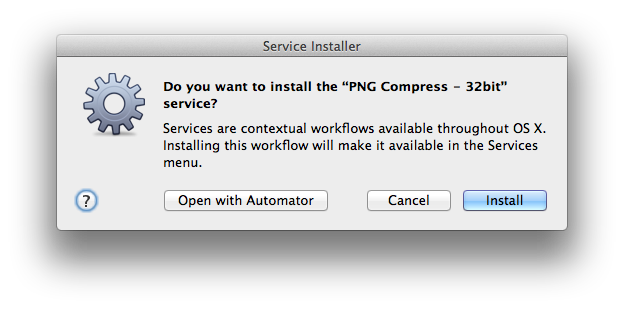 Service Installer
Do you want to install the “PNG Compress – 32bit”
service?
Services are contextual workflows available throughout OS X.
Installing this workflow will make it available in the Services
menu.
?
Open with Automator
Cancel
Install